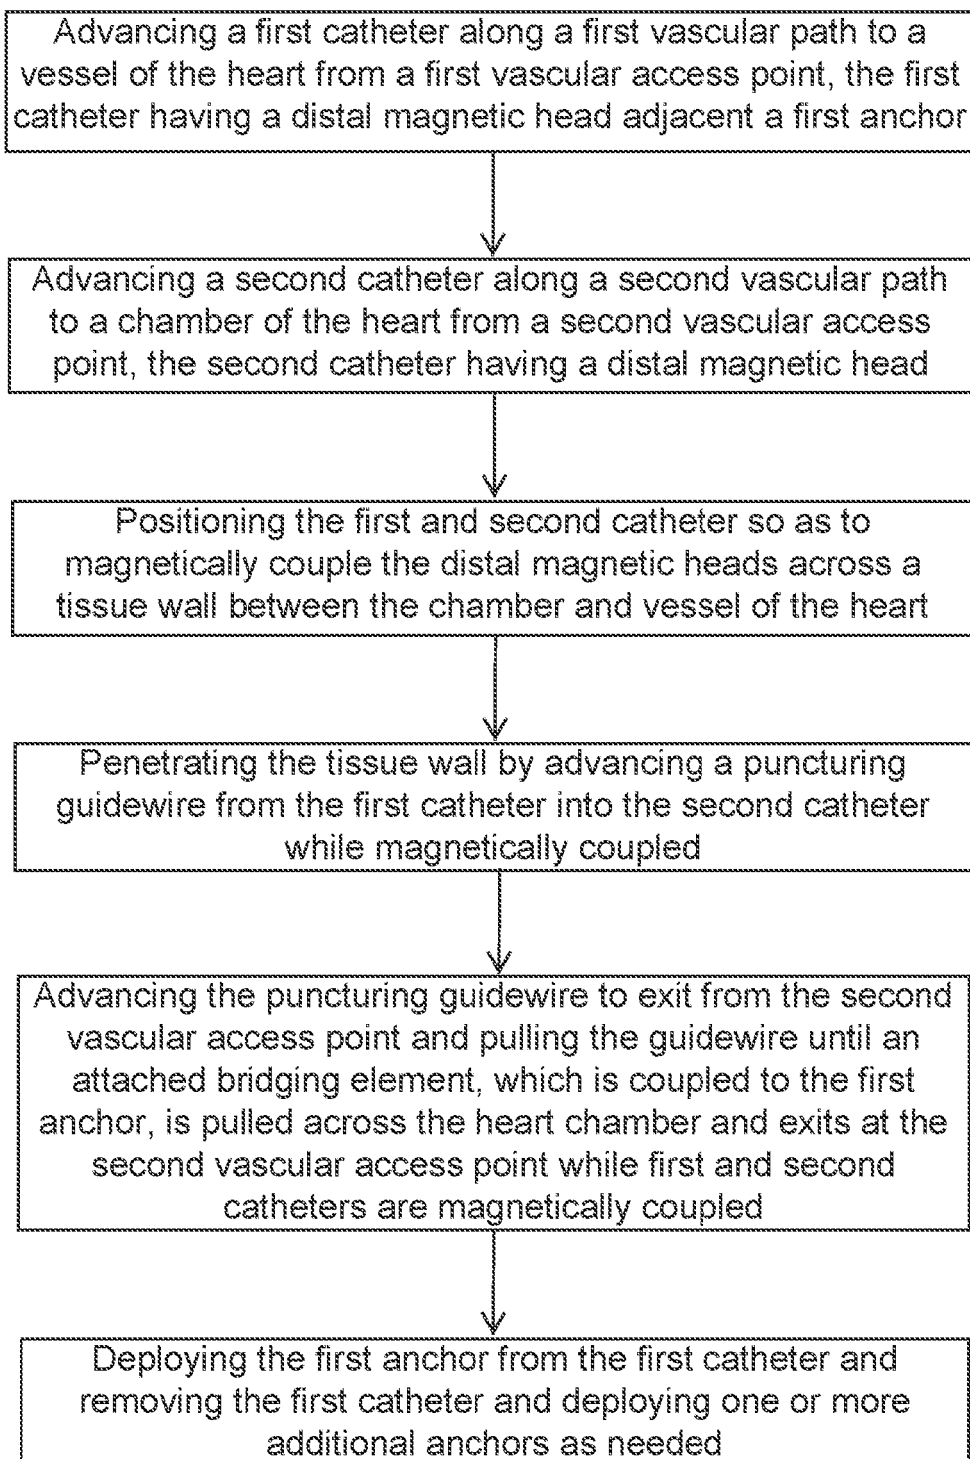 Advancing a first catheter along a first vascular path to a
vessel of the heart from a first vascular access point, the first
catheter having a distal magnetic head adjacent a first anchor
Advancing a second catheter along a second vascular path
to a chamber of the heart from a second vascular access
point, the second catheter having a distal magnetic head
Positioning the first and second catheter so as to
magnetically couple the distal magnetic heads across a
tissue wall between the chamber and vessel of the heart
Penetrating the tissue wall by advancing a puncturing
guidewire from the first catheter into the second catheter
while magnetically coupled
Advancing the puncturing guidewire to exit from the second
vascular access point and pulling the guidewire until an
attached bridging element, which is coupled to the first
anchor, is pulled across the heart chamber and exits at the
second vascular access point while first and second
catheters are magnetically coupled
Deploying the first anchor from the first catheter and
removing the first catheter and deploying one or more
additional anchors as needed